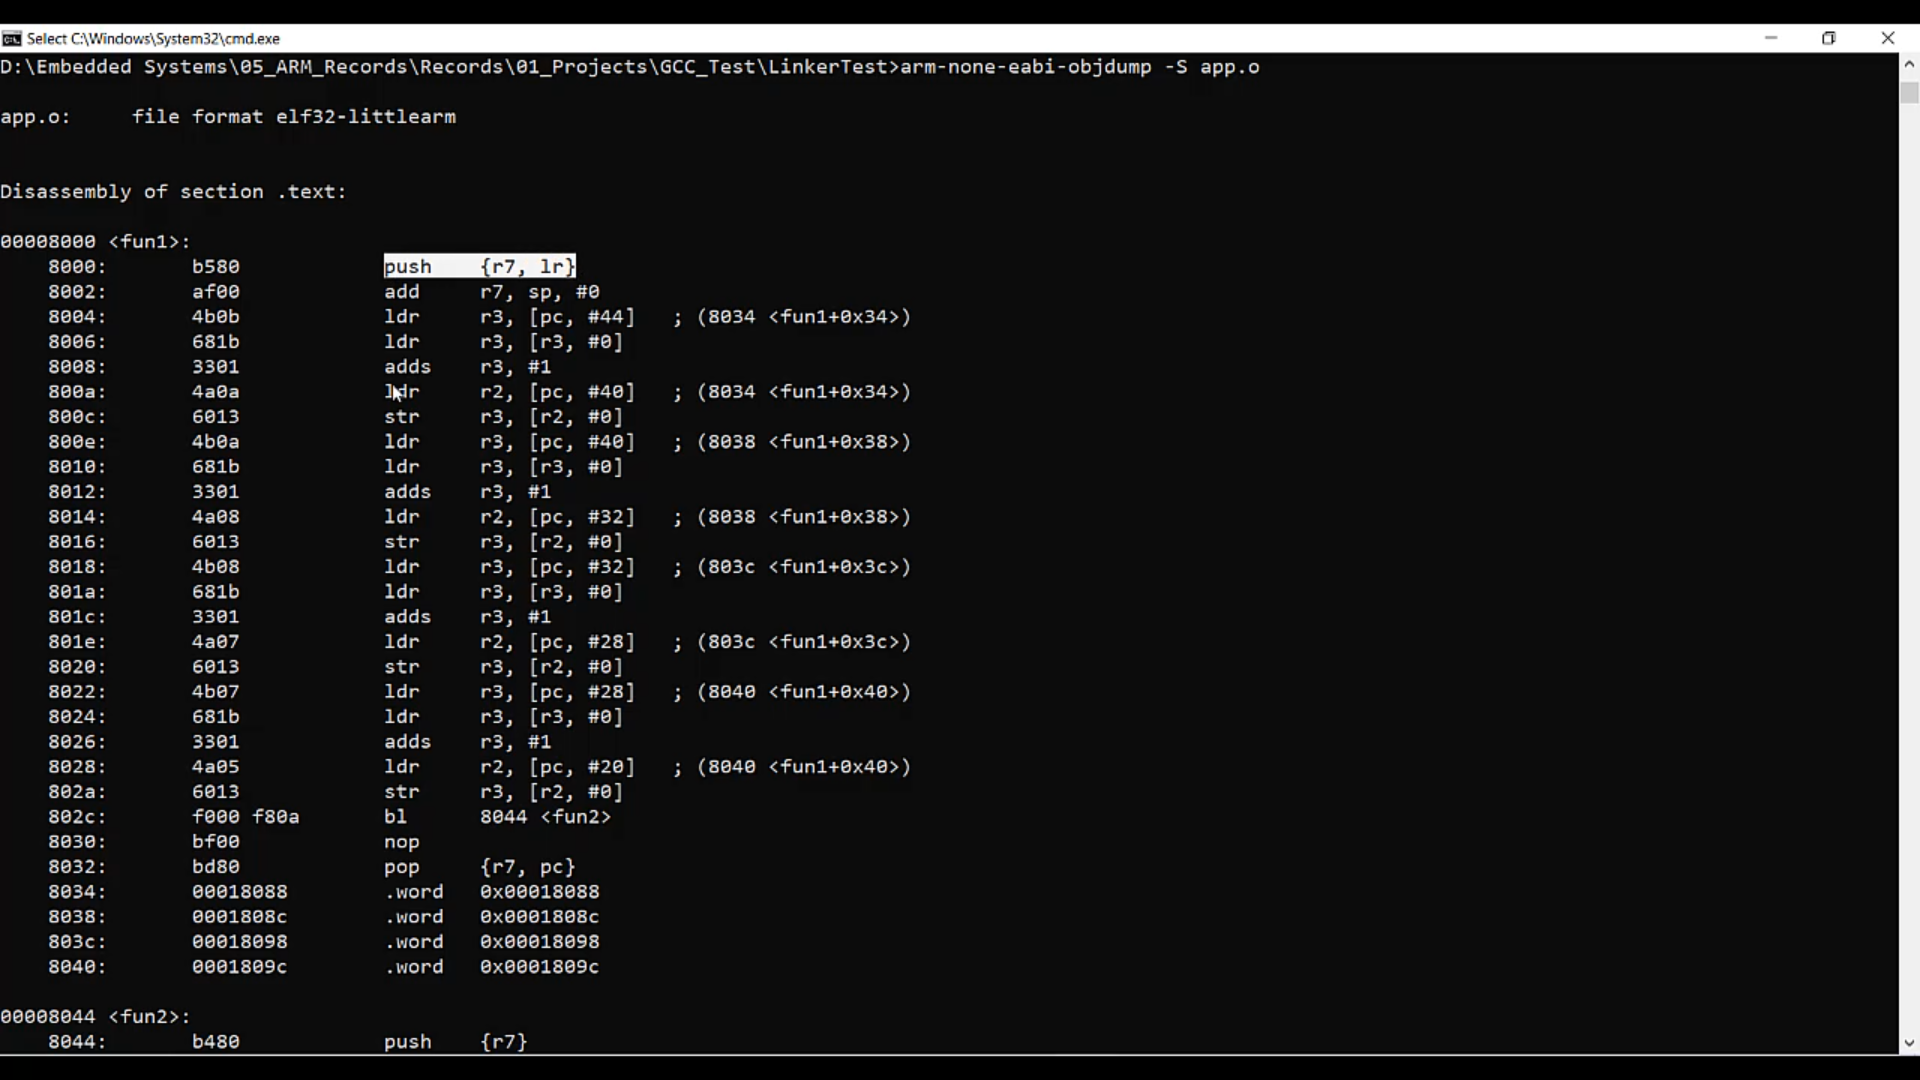 Select C:\Windows\System32\cmd.exe
D:\Embedded Systems\05_ARM_Records\Records\01_Projects\GCC_Test\LinkerTest>arm-none-eabi-objdump -S app.o
app.o:     file format elf32-littlearm
Disassembly of section .text:
00008000 <fun1>:
8000: b580 push {r7, lr}
8002: af00 add r7, sp, #0
8004: 4b0b ldr r3, [pc, #44] ; (8034 <fun1+0x34>)
8006: 681b ldr r3, [r3, #0]
8008: 3301 adds r3, #1
800a: 4a0a ldr r2, [pc, #40] ; (8034 <fun1+0x34>)
800c: 6013 str r3, [r2, #0]
800e: 4b0a ldr r3, [pc, #40] ; (8038 <fun1+0x38>)
8010: 681b ldr r3, [r3, #0]
8012: 3301 adds r3, #1
8014: 4a08 ldr r2, [pc, #32] ; (8038 <fun1+0x38>)
8016: 6013 str r3, [r2, #0]
8018: 4b08 ldr r3, [pc, #32] ; (803c <fun1+0x3c>)
801a: 681b ldr r3, [r3, #0]
801c: 3301 adds r3, #1
801e: 4a07 ldr r2, [pc, #28] ; (803c <fun1+0x3c>)
8020: 6013 str r3, [r2, #0]
8022: 4b07 ldr r3, [pc, #28] ; (8040 <fun1+0x40>)
8024: 681b ldr r3, [r3, #0]
8026: 3301 adds r3, #1
8028: 4a05 ldr r2, [pc, #20] ; (8040 <fun1+0x40>)
802a: 6013 str r3, [r2, #0]
802c: f000 f80a bl 8044 <fun2>
8030: bf00 nop
8032: bd80 pop {r7, pc}
8034: 00018088 .word 0x00018088
8038: 0001808c .word 0x0001808c
803c: 00018098 .word 0x00018098
8040: 0001809c .word 0x0001809c
00008044 <fun2>:
8044: b480 push {r7}